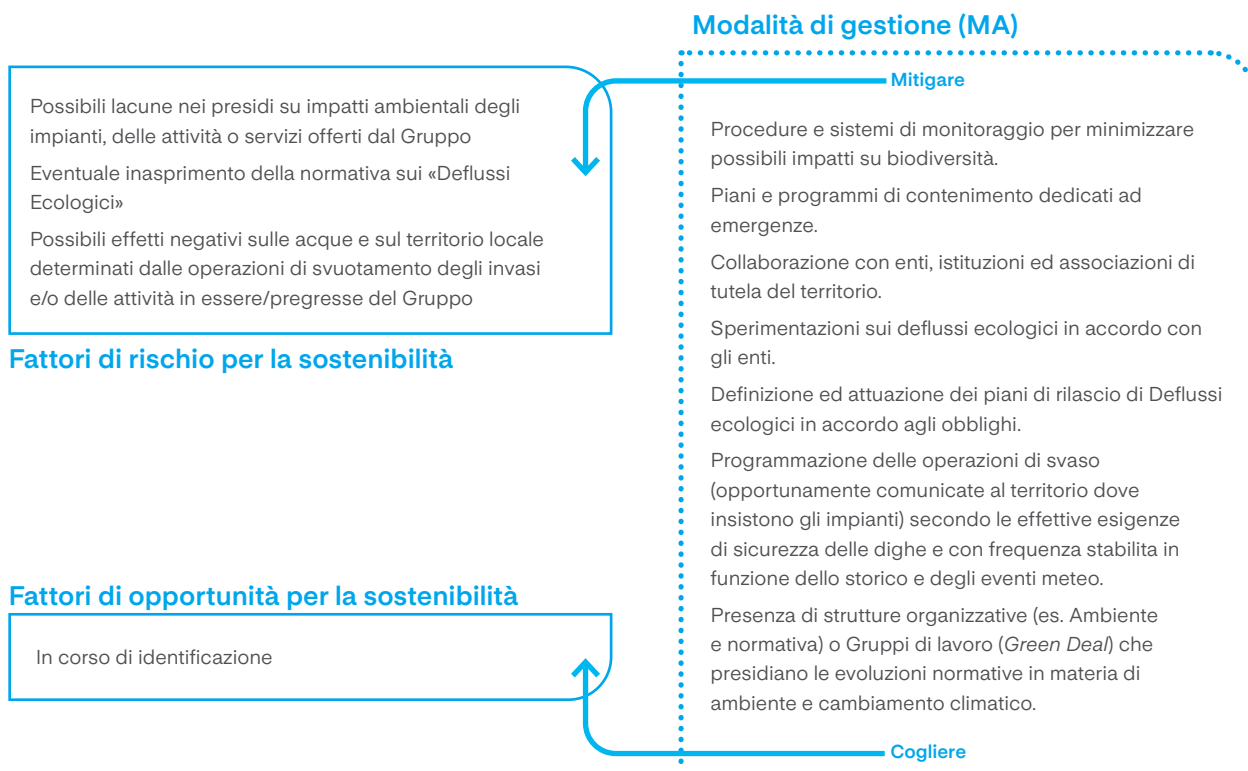 Possibili lacune nei presidi su impatti ambientali degli
impianti, delle attività o servizi offerti dal Gruppo
Eventuale inasprimento della normativa sui «Deflussi
Ecologici»
Possibili effetti negativi sulle acque e sul territorio locale
determinati dalle operazioni di svuotamento degli invasi
e/o delle attività in essere/pregresse del Gruppo
Fattori di rischio per la sostenibilità
Fattori di opportunità per la sostenibilità
In corso di identificazione
Modalità di gestione (MA)
Mitigare
Procedure e sistemi di monitoraggio per minimizzare
possibili impatti su biodiversità.
Piani e programmi di contenimento dedicati ad
emergenze.
Collaborazione con enti, istituzioni ed associazioni di
tutela del territorio.
Sperimentazioni sui deflussi ecologici in accordo con
gli enti.
Definizione ed attuazione dei piani di rilascio di Deflussi
ecologici in accordo agli obblighi.
Programmazione delle operazioni di svaso
(opportunamente comunicate al territorio dove
insistono gli impianti) secondo le effettive esigenze
di sicurezza delle dighe e con frequenza stabilita in
funzione dello storico e degli eventi meteo.
Presenza di strutture organizzative (es. Ambiente
e normativa) o Gruppi di lavoro (Green Deal) che
presidiano le evoluzioni normative in materia di
ambiente e cambiamento climatico.
Cogliere